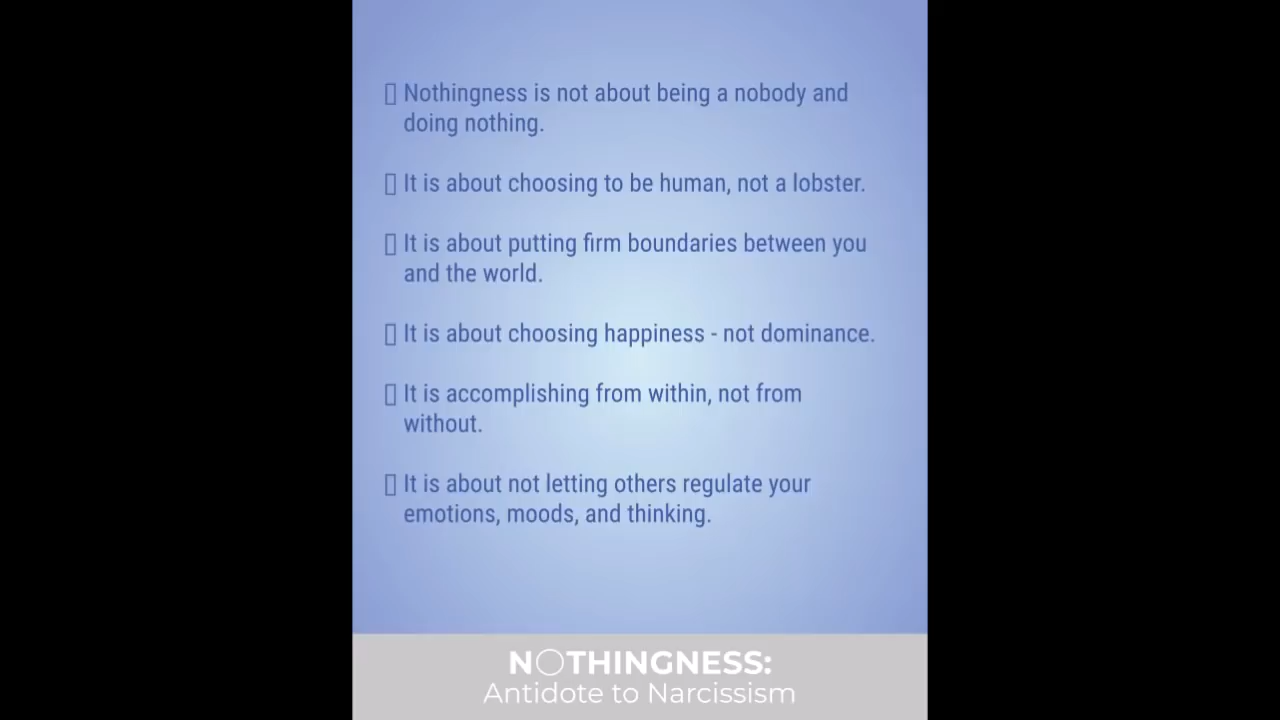 ▯ Nothingness is not about being a nobody and
doing nothing.
▯ It is about choosing to be human, not a lobster.
▯ It is about putting firm boundaries between you
and the world.
▯ It is about choosing happiness - not dominance.
▯ It is accomplishing from within, not from
without.
▯ It is about not letting others regulate your
emotions, moods, and thinking.
NOTHINGNESS:
Antidote to Narcissism